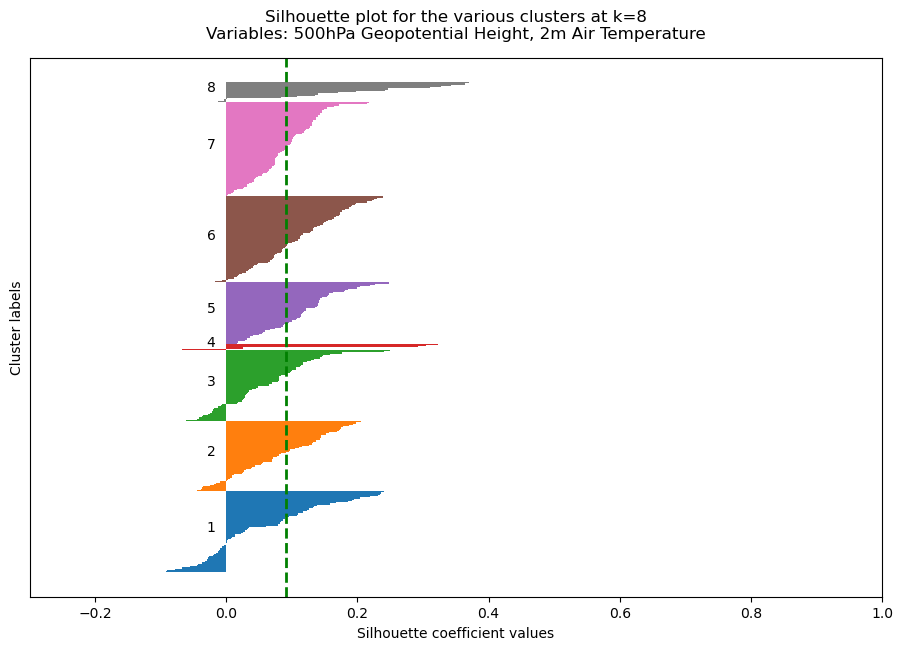 Silhouette plot for the various clusters at k=8
Variables: 500hPa Geopotential Height, 2m Air Temperature
8
7
6
5
4
3
2
1
Cluster labels
−0.2 0.0 0.2 0.4 0.6 0.8 1.0
Silhouette coefficient values